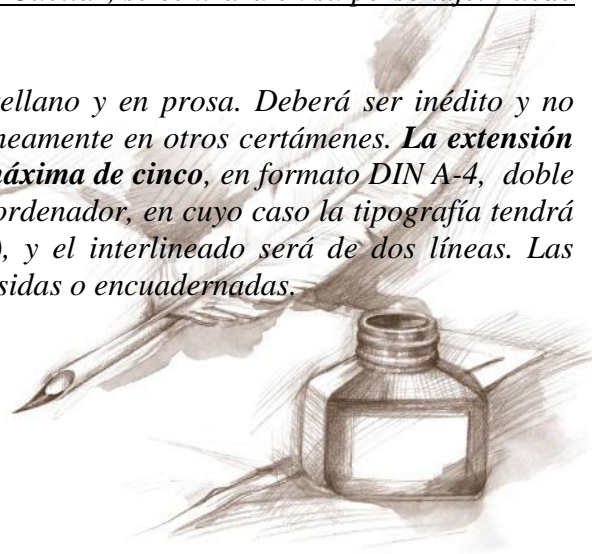 ellano y en prosa. Deberá ser inédito y no
neamente en otros certámenes. La extensión
náxima de cinco, en formato DIN A-4, doble
ordenador, en cuyo caso la tipografía tendrá
), y el interlineado será de dos líneas. Las
sidas o encuadernadas.